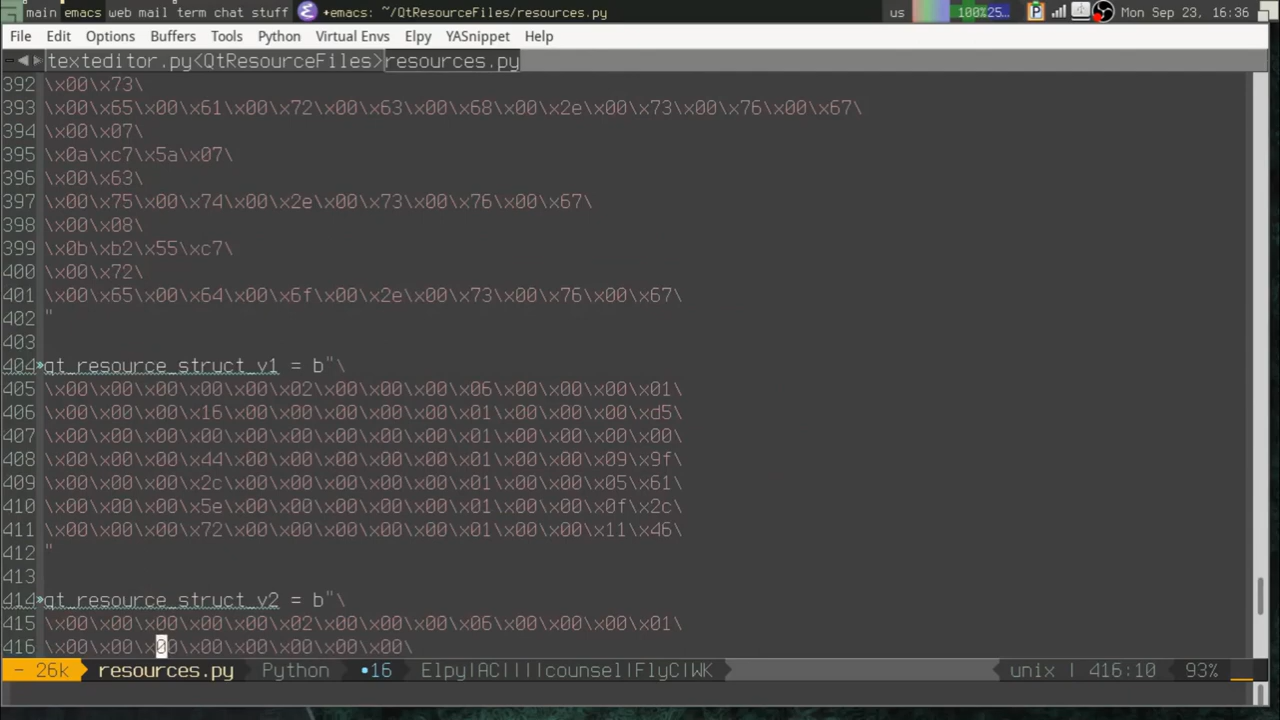 main emacs web mail term chat stuff •emacs: ~/QtResourceFiles/resources.py us 100%25... P Mon Sep 23, 16:36
File Edit Options Buffers Tools Python Virtual Envs Elpy YASnippet Help
texteditor.py<QtResourceFiles> resources.py
392 \x00\x73\
393 \x00\x65\x00\x61\x00\x72\x00\x63\x00\x68\x00\x2e\x00\x73\x00\x76\x00\x67\
394 \x00\x07\
395 \x0a\xc7\x5a\x07\
396 \x00\x63\
397 \x00\x75\x00\x74\x00\x2e\x00\x73\x00\x76\x00\x67\
398 \x00\x08\
399 \x0b\xb2\x55\xc7\
400 \x00\x72\
401 \x00\x65\x00\x64\x00\x6f\x00\x2e\x00\x73\x00\x76\x00\x67\
402 "
403
404 qt_resource_struct_v1 = b"\
405 \x00\x00\x00\x00\x00\x02\x00\x00\x00\x06\x00\x00\x00\x01\
406 \x00\x00\x00\x16\x00\x00\x00\x00\x00\x01\x00\x00\x00\xd5\
407 \x00\x00\x00\x00\x00\x00\x00\x00\x00\x01\x00\x00\x00\x00\
408 \x00\x00\x00\x44\x00\x00\x00\x00\x00\x01\x00\x00\x09\x9f\
409 \x00\x00\x00\x2c\x00\x00\x00\x00\x00\x01\x00\x00\x05\x61\
410 \x00\x00\x00\x5e\x00\x00\x00\x00\x00\x01\x00\x00\x0f\x2c\
411 \x00\x00\x00\x72\x00\x00\x00\x00\x00\x01\x00\x00\x11\x46\
412 "
413
414 qt_resource_struct_v2 = b"\
415 \x00\x00\x00\x00\x00\x02\x00\x00\x00\x06\x00\x00\x00\x01\
416 \x00\x00\x00\x00\x00\x00\x00\x00\
- 26k resources.py Python •16 Elpy|AC||||counsel|FlyC|WK unix | 416:10 93%